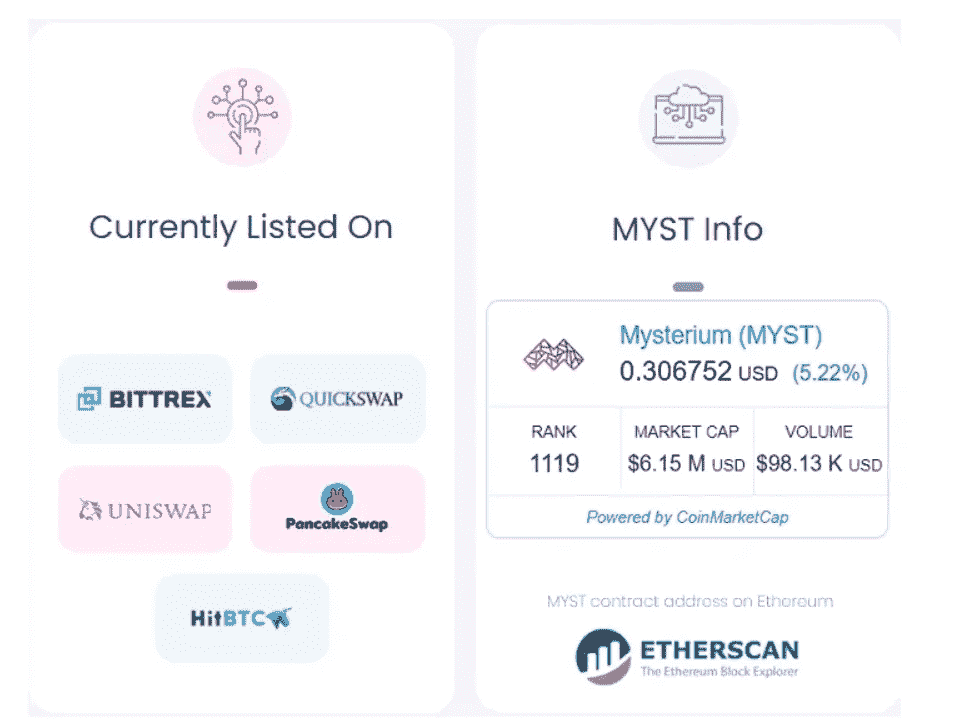 Currently Listed On
BITTREX
QUICKSWAP
UNISWAP
PancakeSwap
HitBTC
MYST Info
Mysterium (MYST)
0.306752 USD (5.22%)
RANK
1119
MARKET CAP
$6.15 M USD
VOLUME
$98.13 K USD
Powered by CoinMarketCap
MYST contract address on Ethereum
ETHERSCAN
The Ethereum Block Explorer